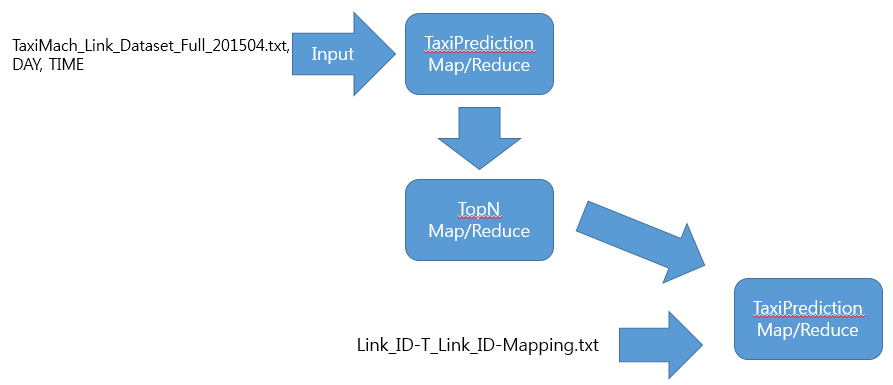 TaxiMach_Link_Dataset_Full_201504.txt,
DAY, TIME
Input
TaxiPrediction
Map/Reduce
TopN
Map/Reduce
Link_ID-T_Link_ID-Mapping.txt
TaxiPrediction
Map/Reduce